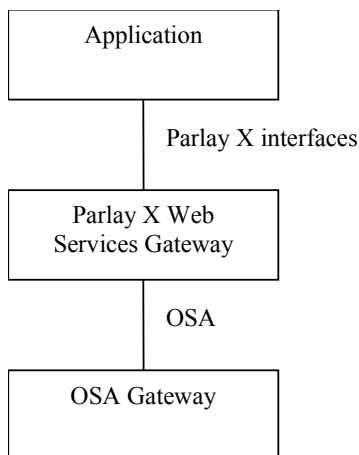 Application
Parlay X interfaces
Parlay X Web
Services Gateway
OSA
OSA Gateway